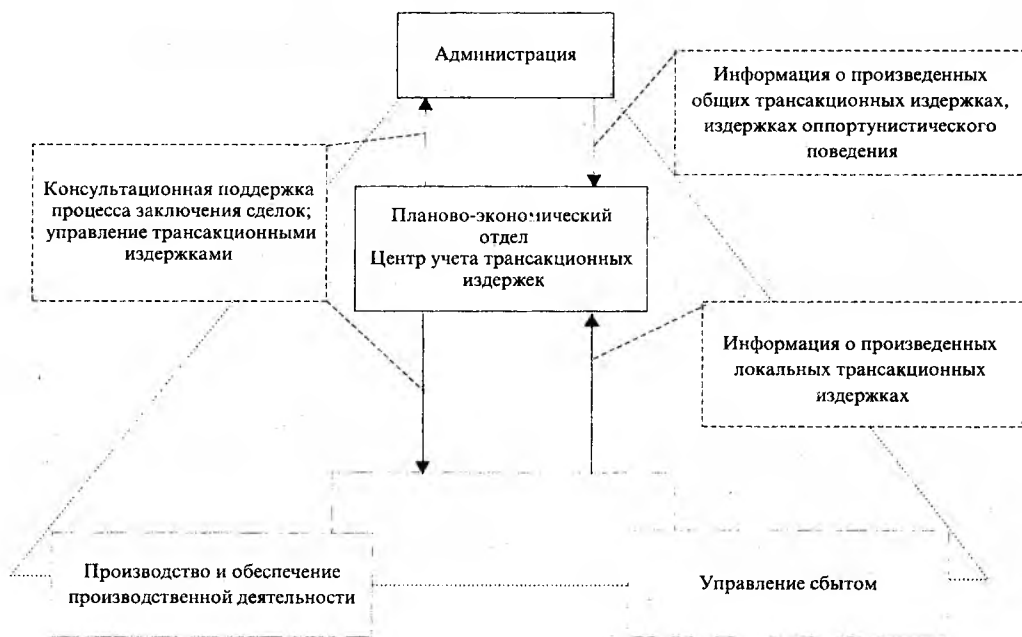 Администрация
Информация о произведенных
общих трансакционных издержках,
издержках оппортунистического
поведения
Консультационная поддержка
процесса заключения сделок;
управление трансакционными
издержками
Планово-экономический
отдел
Центр учета трансакционных
издержек
Информация о произведенных
локальных трансакционных
издержках
Производство и обеспечение
производственной деятельности
Управление сбытом